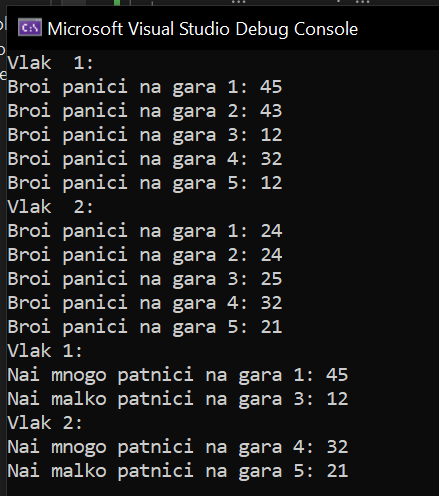 Microsoft Visual Studio Debug Console
Vlak  1:
Broi panici na gara 1: 45
Broi panici na gara 2: 43
Broi panici na gara 3: 12
Broi panici na gara 4: 32
Broi panici na gara 5: 12
Vlak  2:
Broi panici na gara 1: 24
Broi panici na gara 2: 24
Broi panici na gara 3: 25
Broi panici na gara 4: 32
Broi panici na gara 5: 21
Vlak 1:
Nai mnogo patnici na gara 1: 45
Nai malko patnici na gara 3: 12
Vlak 2:
Nai mnogo patnici na gara 4: 32
Nai malko patnici na gara 5: 21